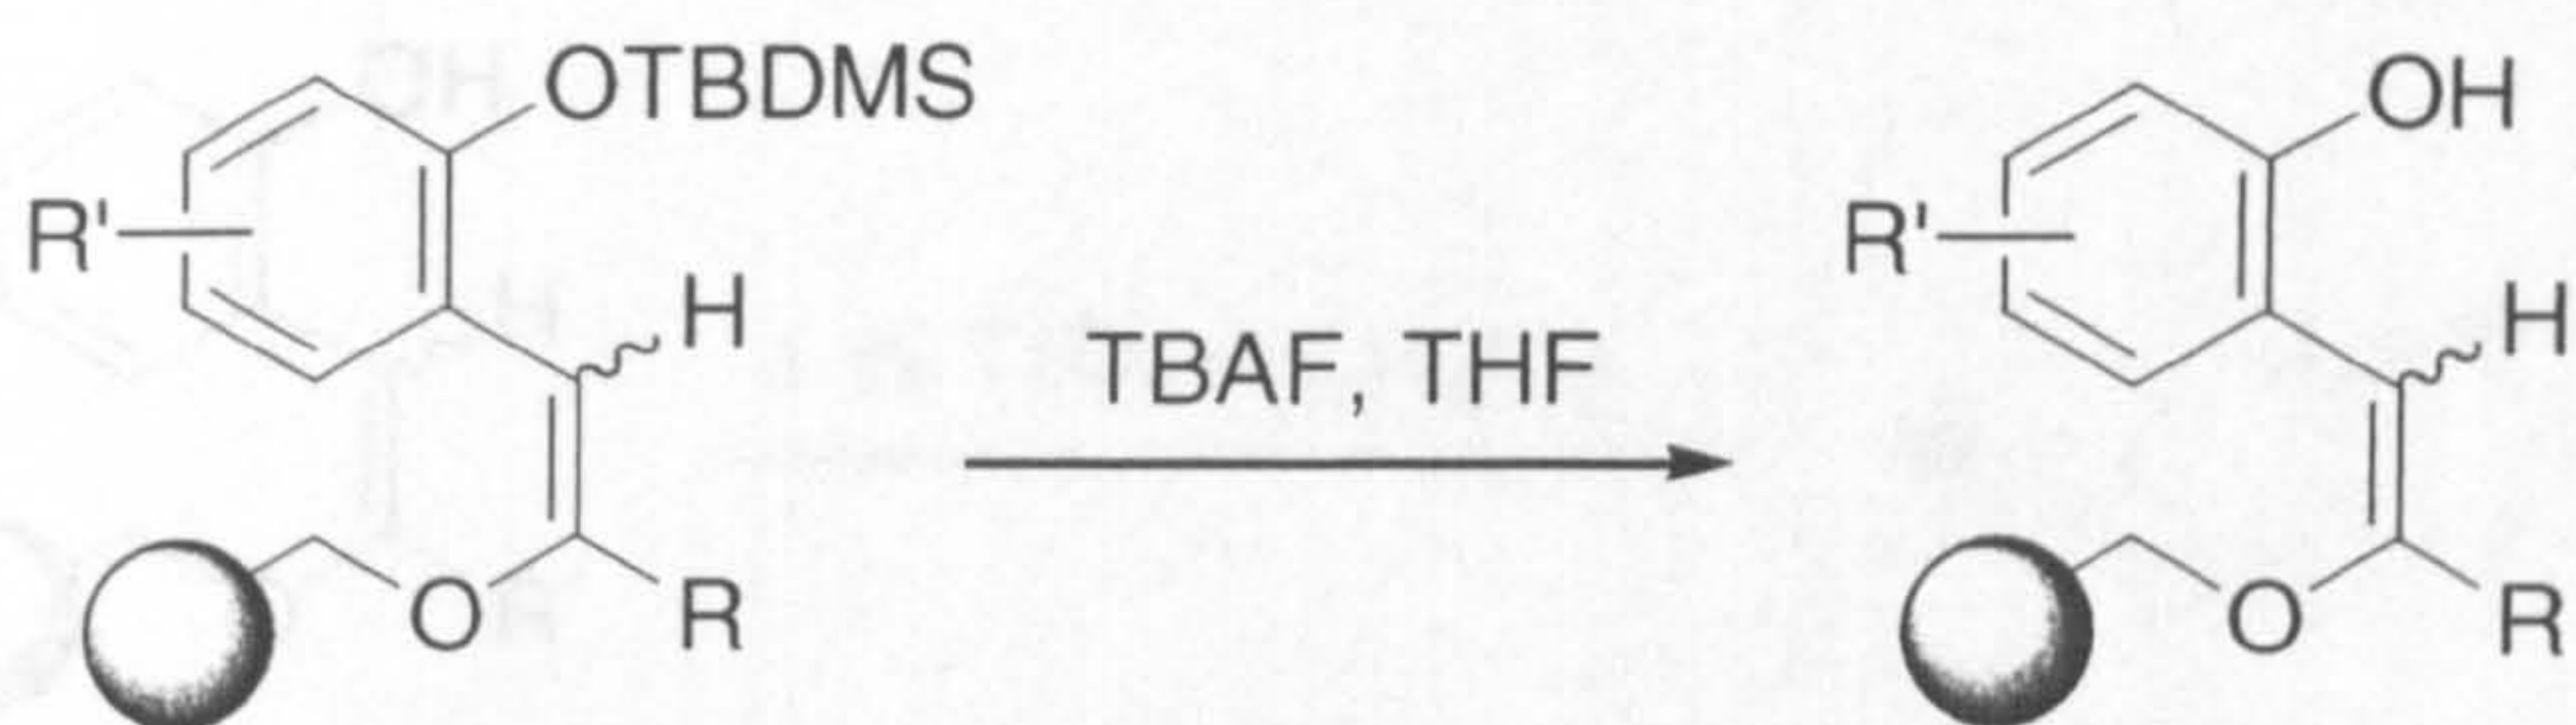 OTBDMS
R'
H
O
R
TBAF, THF
OH
R'
H
O
R